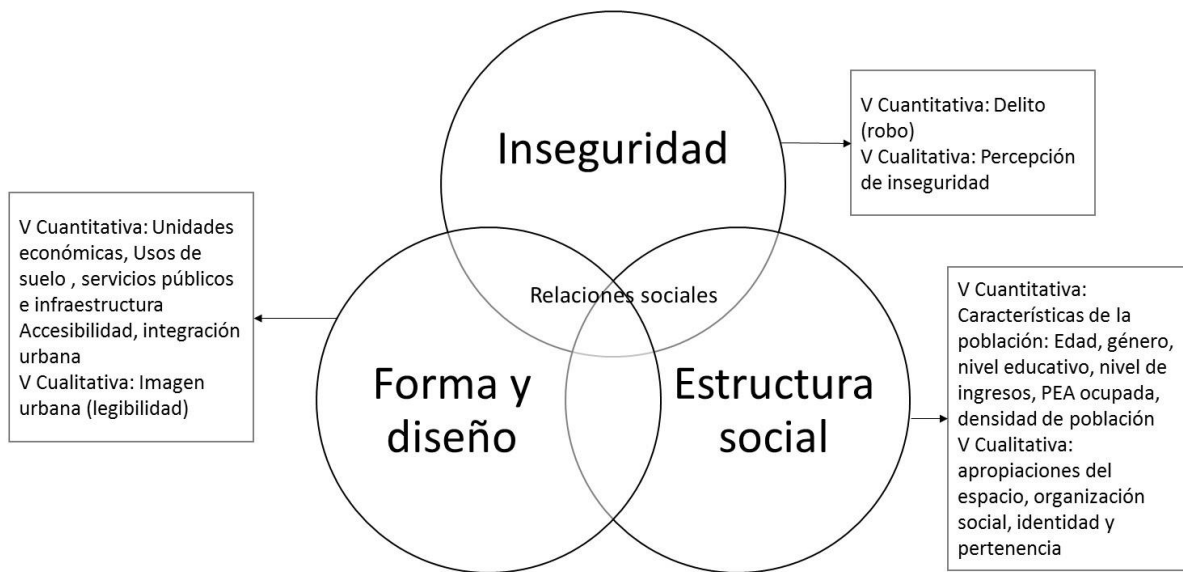 Inseguridad
V Cuantitativa: Delito
(robo)
V Cualitativa: Percepción
de inseguridad
V Cuantitativa: Unidades
económicas, Usos de
suelo , servicios públicos
e infraestructura
Accesibilidad, integración
urbana
V Cualitativa: Imagen
urbana (legibilidad)
Relaciones sociales
Forma y
diseño
Estructura
social
V Cuantitativa:
Características de la
población: Edad, género,
nivel educativo, nivel de
ingresos, PEA ocupada,
densidad de población
V Cualitativa:
apropiaciones del
espacio, organización
social, identidad y
pertenencia